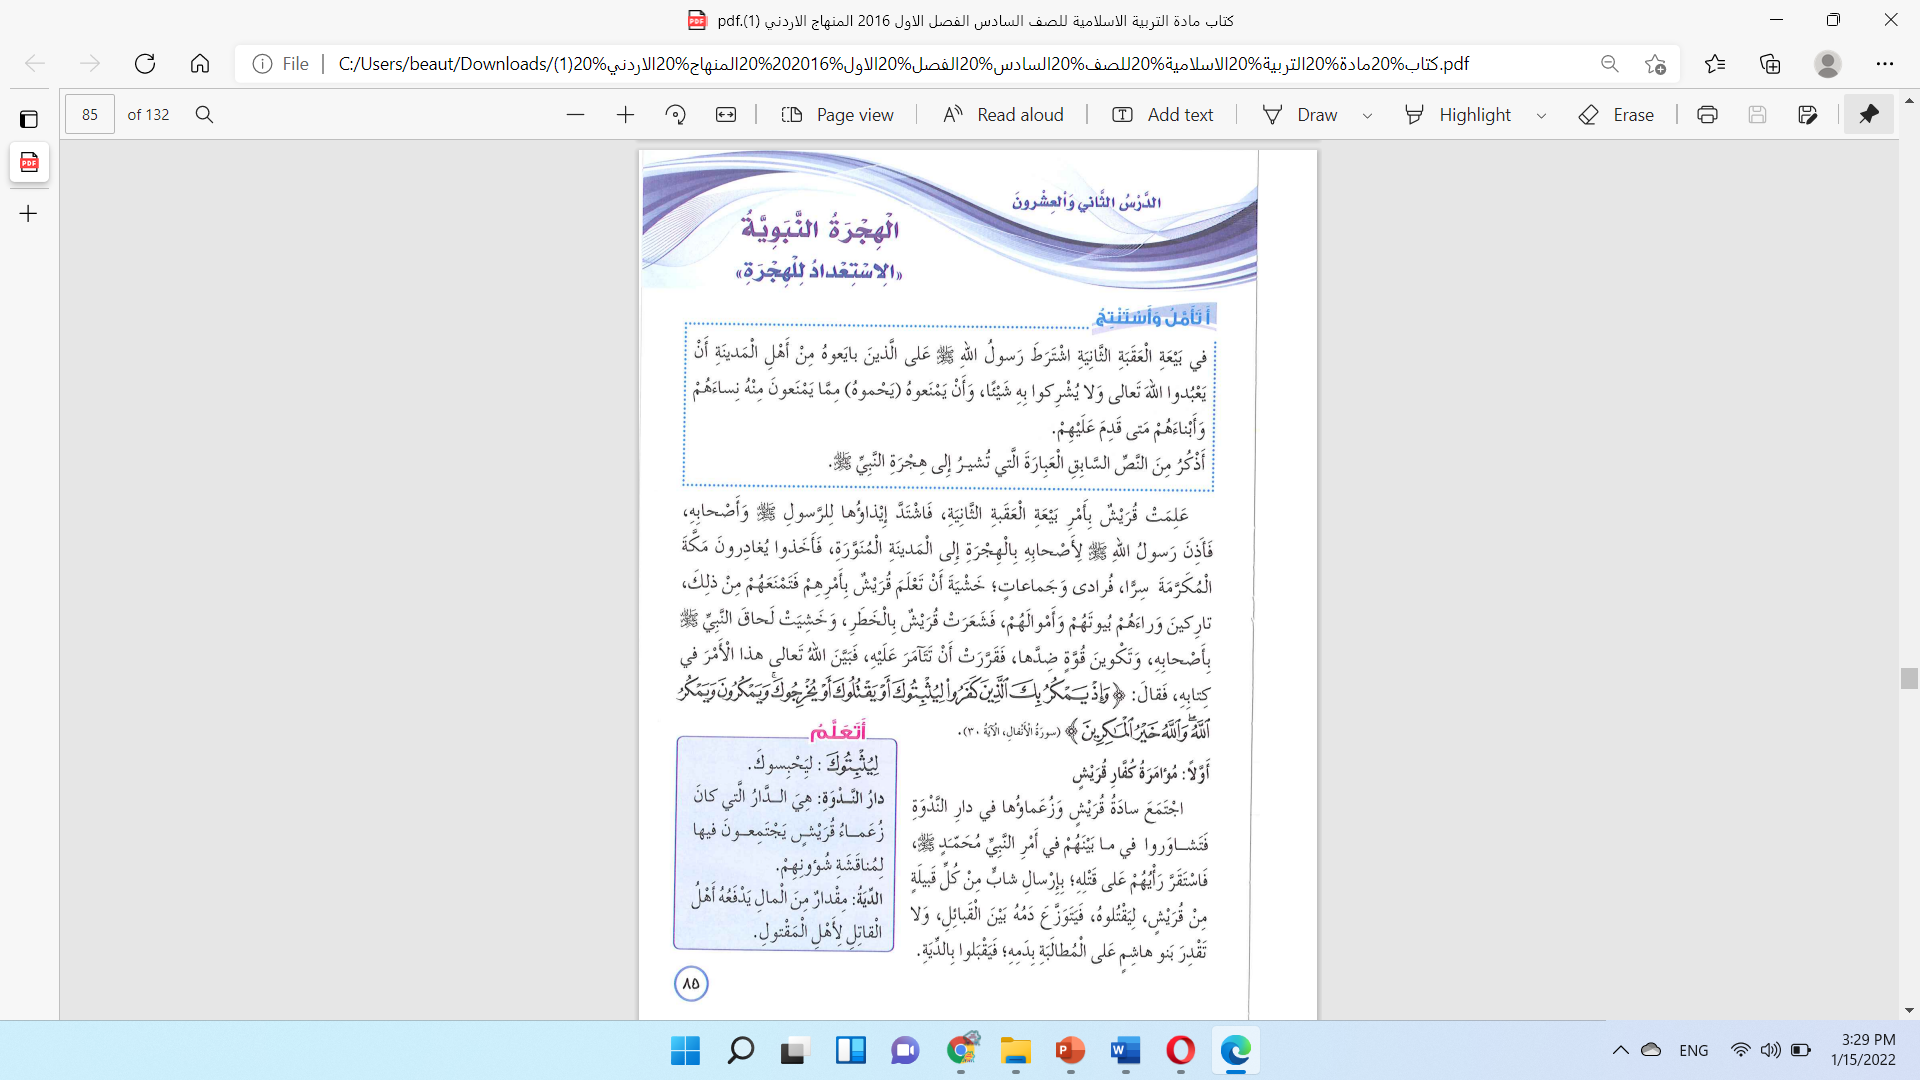 كتاب مادة التربية الاسلامية للصف السادس الفصل الاول 2016 المنهاج الاردني (1).pdf
File
C:/Users/beaut/Downloads/كتاب%20مادة%20التربية%20الاسلامية%20للصف%20السادس%20الفصل%20الاول%202016%20المنهاج%20الاردني%20(1).pdf
85 of 132 Page view Read aloud Add text Draw Highlight Erase
الدَّرْسُ الثَّاني وَالعِشْرونَ
الْهِجْرَةُ النَّبَوِيَّةُ
«الِاسْتِعْدادُ لِلْهِجْرَةِ»
أَتَأَمَّلُ وَأَسْتَنْتِجُ
في بَيْعَةِ الْعَقَبَةِ الثَّانِيَةِ اشْتَرَطَ رَسولُ اللهِ ﷺ عَلى الَّذينَ بايَعوهُ مِنْ أَهْلِ الْمَدينَةِ أَنْ
يَعْبُدوا اللهَ تَعالى وَلا يُشْرِكوا بِهِ شَيْئًا، وَأَنْ يَمْنَعوهُ (يَحْموهُ) مِمَّا يَمْنَعونَ مِنْهُ نِساءَهُمْ
وَأَبْناءَهُمْ مَتى قَدِمَ عَلَيْهِمْ.
أَذْكُرُ مِنَ النَّصِّ السَّابِقِ الْعَبارَةَ الَّتي تُشيرُ إِلى هِجْرَةِ النَّبِيِّ ﷺ.
عَلِمَتْ قُرَيْشٌ بِأَمْرِ بَيْعَةِ الْعَقَبةِ الثَّانِيَةِ، فَاشْتَدَّ إِيْذاؤُها لِلرَّسولِ ﷺ وَأَصْحابِهِ،
فَأَذِنَ رَسولُ اللهِ ﷺ لِأَصْحابِهِ بِالْهِجْرَةِ إِلى الْمَدينَةِ الْمُنَوَّرَةِ، فَأَخَذوا يُغادِرونَ مَكَّةَ
الْمُكَرَّمَةَ سِرًّا، فُرادى وَجَماعاتٍ؛ خَشْيَةَ أَنْ تَعْلَمَ قُرَيْشٌ بِأَمْرِهِمْ فَتَمْنَعَهُمْ مِنْ ذلِكَ،
تارِكينَ وَراءَهُمْ بُيوتَهُمْ وَأَمْوالَهُمْ، فَشَعَرَتْ قُرَيْشٌ بِالْخَطَرِ، وَخَشِيَتْ لَحاقَ النَّبِيِّ ﷺ
بِأَصْحابِهِ، وَتَكْوينَ قُوَّةٍ ضِدَّها، فَقَرَّرَتْ أَنْ تَتَآمَرَ عَلَيْهِ، فَبَيَّنَ اللهُ تَعالى هذا الْأَمْرَ في
كِتابِهِ، فَقالَ: ﴿وَإِذْ يَمْكُرُ بِكَ ٱلَّذِينَ كَفَرُوا۟ لِيُثْبِتُوكَ أَوْ يَقْتُلُوكَ أَوْ يُخْرِجُوكَ ۚ وَيَمْكُرُونَ وَيَمْكُرُ
ٱللَّهُ ۖ وَٱللَّهُ خَيْرُ ٱلْمَٰكِرِينَ﴾ (سورَةُ الْأَنْفالِ، الْآيَةُ ٣٠).
أَوَّلًا: مُؤامَرَةُ كُفَّارِ قُرَيْشٍ
اجْتَمَعَ سادَةُ قُرَيْشٍ وَزُعَماؤُها في دارِ النَّدْوَةِ
فَتَشاوَروا في ما بَيْنَهُمْ في أَمْرِ النَّبِيِّ مُحَمَّدٍ ﷺ،
فَاسْتَقَرَّ رَأْيُهُمْ عَلى قَتْلِهِ؛ بِإِرْسالِ شابٍّ مِنْ كُلِّ قَبيلَةٍ
مِنْ قُرَيْشٍ، لِيَقْتُلوهُ، فَيَتَوَزَّعَ دَمُهُ بَيْنَ الْقَبائِلِ، وَلا
تَقْدِرَ بَنو هاشِمٍ عَلى الْمُطالَبَةِ بِدَمِهِ؛ فَيَقْبَلوا بِالدِّيَةِ.
أَتَعَلَّمُ
لِيُثْبِتُوكَ : لِيَحْبِسوكَ.
دارُ النَّدْوَةِ: هِيَ الدَّارُ الَّتي كانَ
زُعَماءُ قُرَيْشٍ يَجْتَمِعونَ فيها
لِمُناقَشَةِ شُؤونِهِمْ.
الدِّيَةُ: مِقْدارٌ مِنَ الْمالِ يَدْفَعُهُ أَهْلُ
الْقاتِلِ لِأَهْلِ الْمَقْتولِ.
٨٥
ENG
3:29 PM
1/15/2022